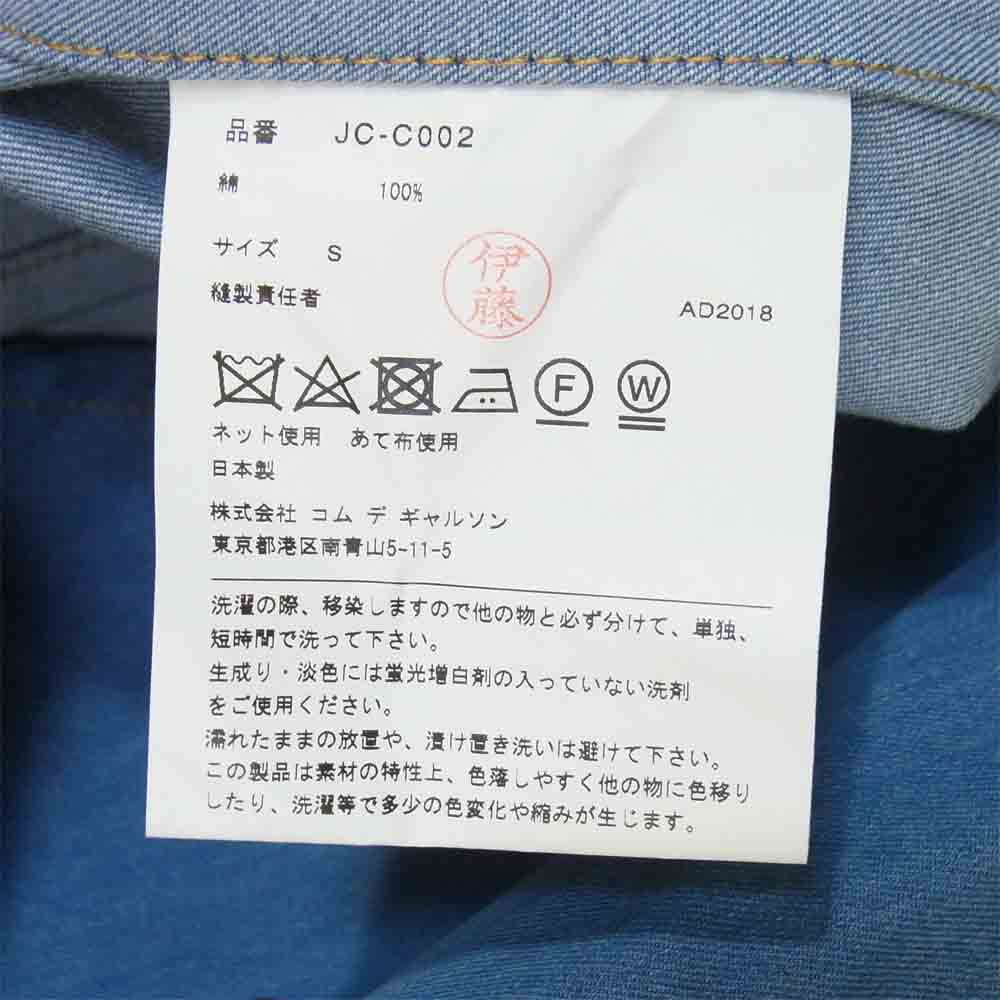 品番 JC-C002
綿 100%
サイズ S
伊藤
縫製責任者
AD2018
F W
ネット使用 あて布使用
日本製
株式会社 コム デ ギャルソン
東京都港区南青山5-11-5
洗濯の際、移染しますので他の物と必ず分けて、単独、
短時間で洗って下さい。
生成り・淡色には蛍光増白剤の入っていない洗剤
をご使用ください。
濡れたままの放置や、漬け置き洗いは避けて下さい。
この製品は素材の特性上、色落しやすく他の物に色移り
したり、洗濯等で多少の色変化や縮みが生じます。